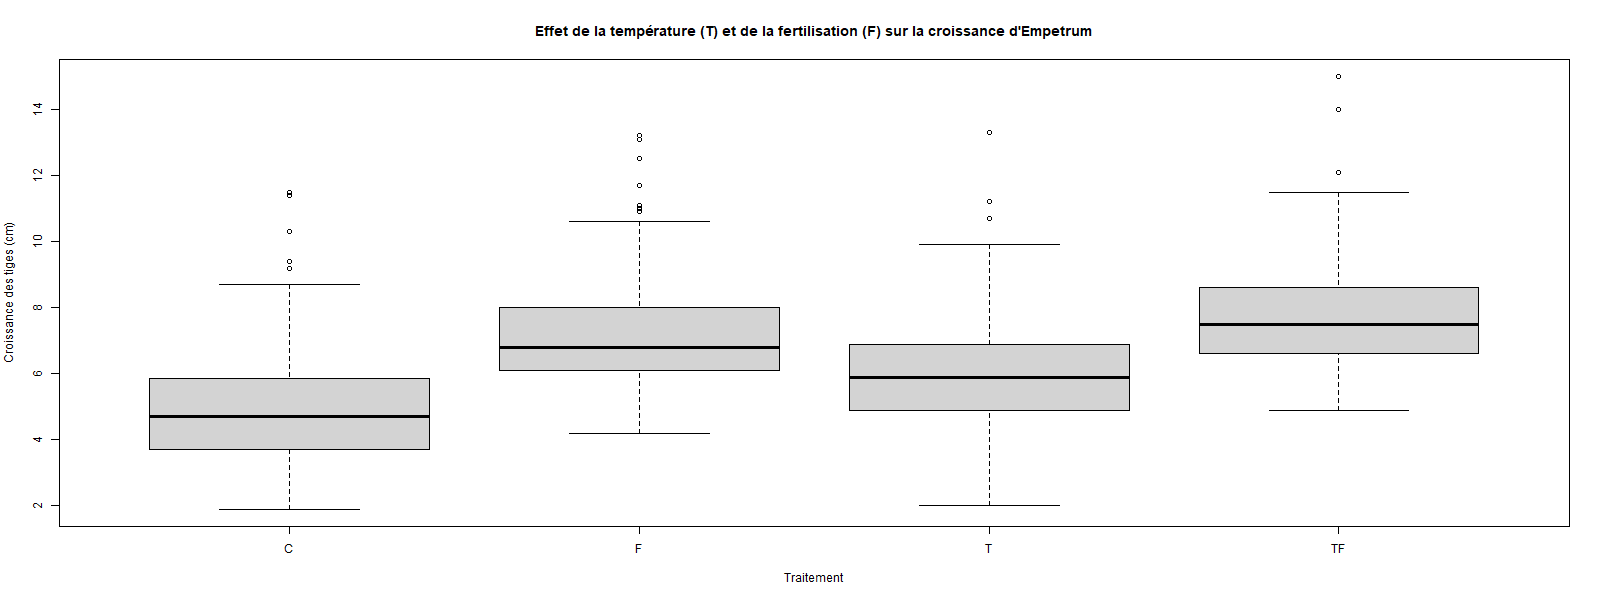 Effet de la température (T) et de la fertilisation (F) sur la croissance d'Empetrum
Croissance des tiges (cm)
14
12
10
8
6
4
2
C F T TF
Traitement